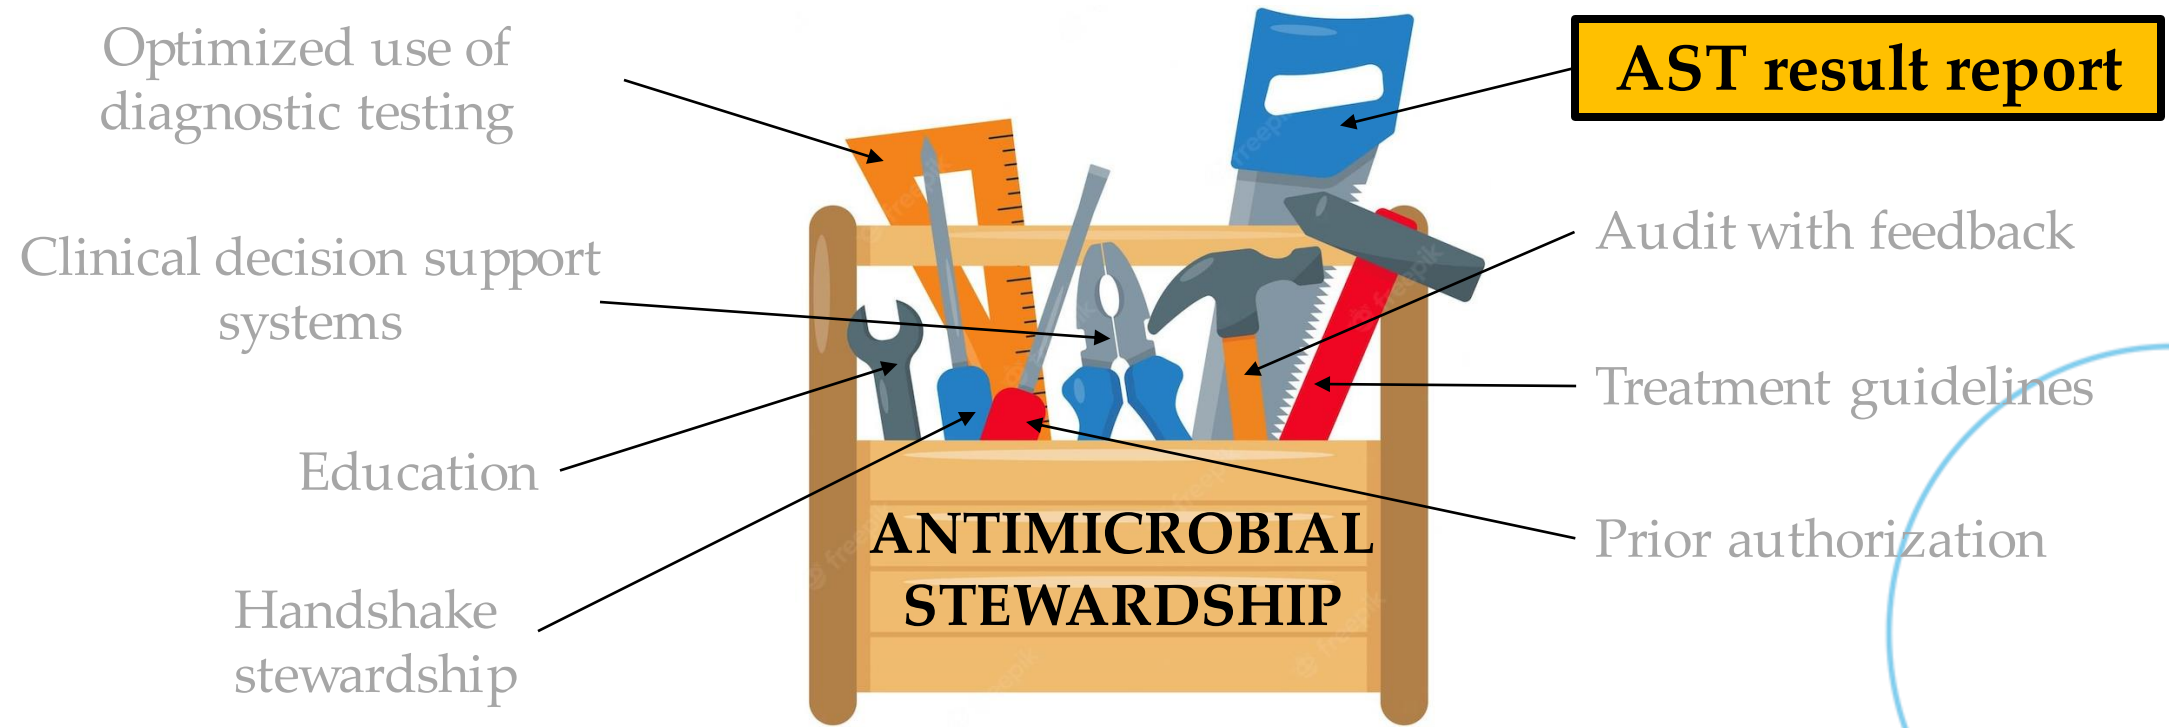 Optimized use of
diagnostic testing
Clinical decision support
systems
Education
Handshake
stewardship
AST result report
Audit with feedback
Treatment guidelines
Prior authorization
ANTIMICROBIAL
STEWARDSHIP
freepik